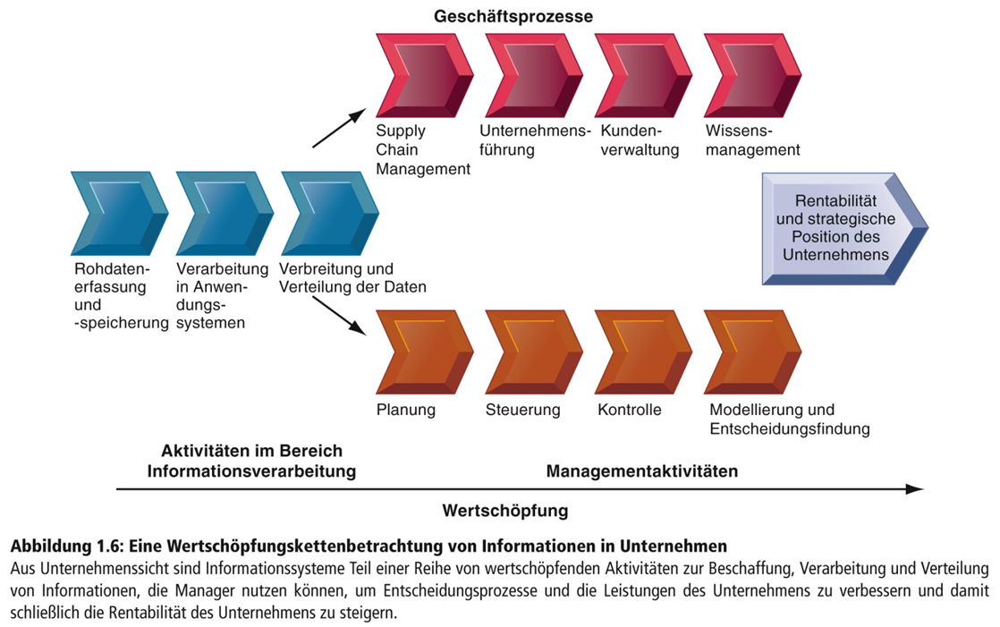 Geschäftsprozesse
Supply
Chain
Management
Unternehmens-
führung
Kunden-
verwaltung
Wissens-
management
Rohdaten-
erfassung
und
-speicherung
Verarbeitung
in Anwen-
dungs-
systemen
Verbreitung und
Verteilung der Daten
Rentabilität
und strategische
Position des
Unternehmens
Planung
Steuerung
Kontrolle
Modellierung und
Entscheidungsfindung
Aktivitäten im Bereich
Informationsverarbeitung
Managementaktivitäten
Wertschöpfung
Abbildung 1.6: Eine Wertschöpfungskettenbetrachtung von Informationen in Unternehmen
Aus Unternehmenssicht sind Informationssysteme Teil einer Reihe von wertschöpfenden Aktivitäten zur Beschaffung, Verarbeitung und Verteilung
von Informationen, die Manager nutzen können, um Entscheidungsprozesse und die Leistungen des Unternehmens zu verbessern und damit
schließlich die Rentabilität des Unternehmens zu steigern.